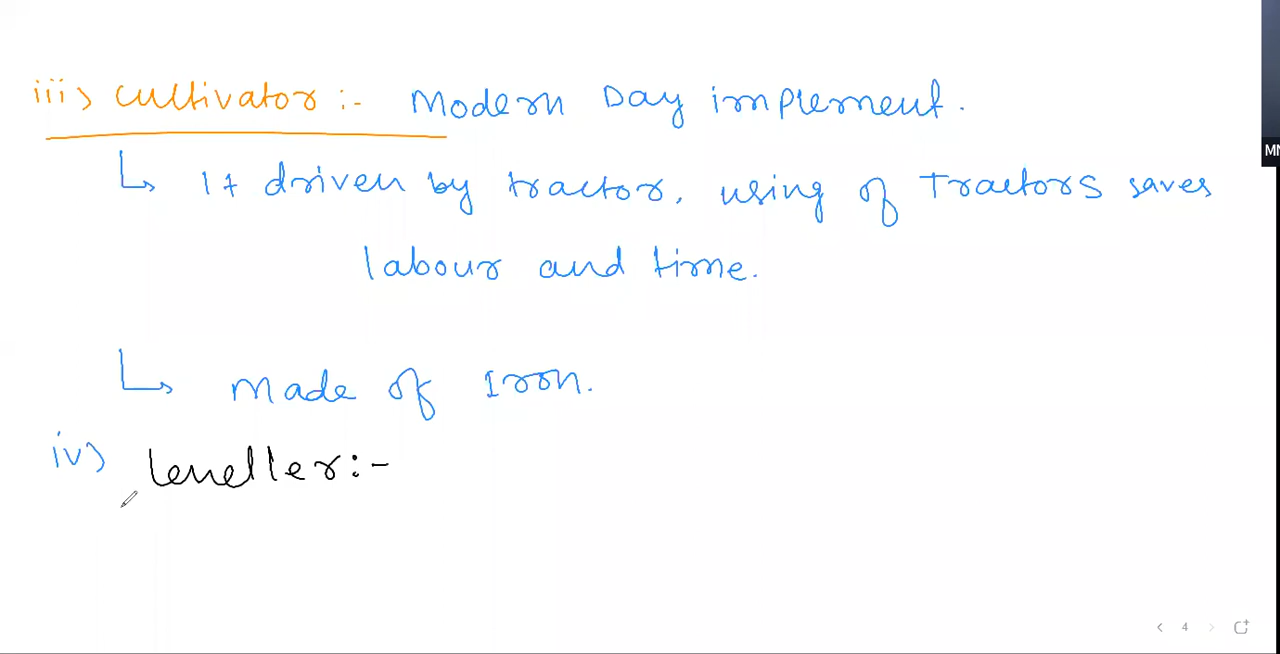 iii) Cultivator :- Modern Day implement.
It driven by tractor, using of Tractors saves
labour and time.
Made of Iron.
iv) Leveller:-
MN
< 4 >